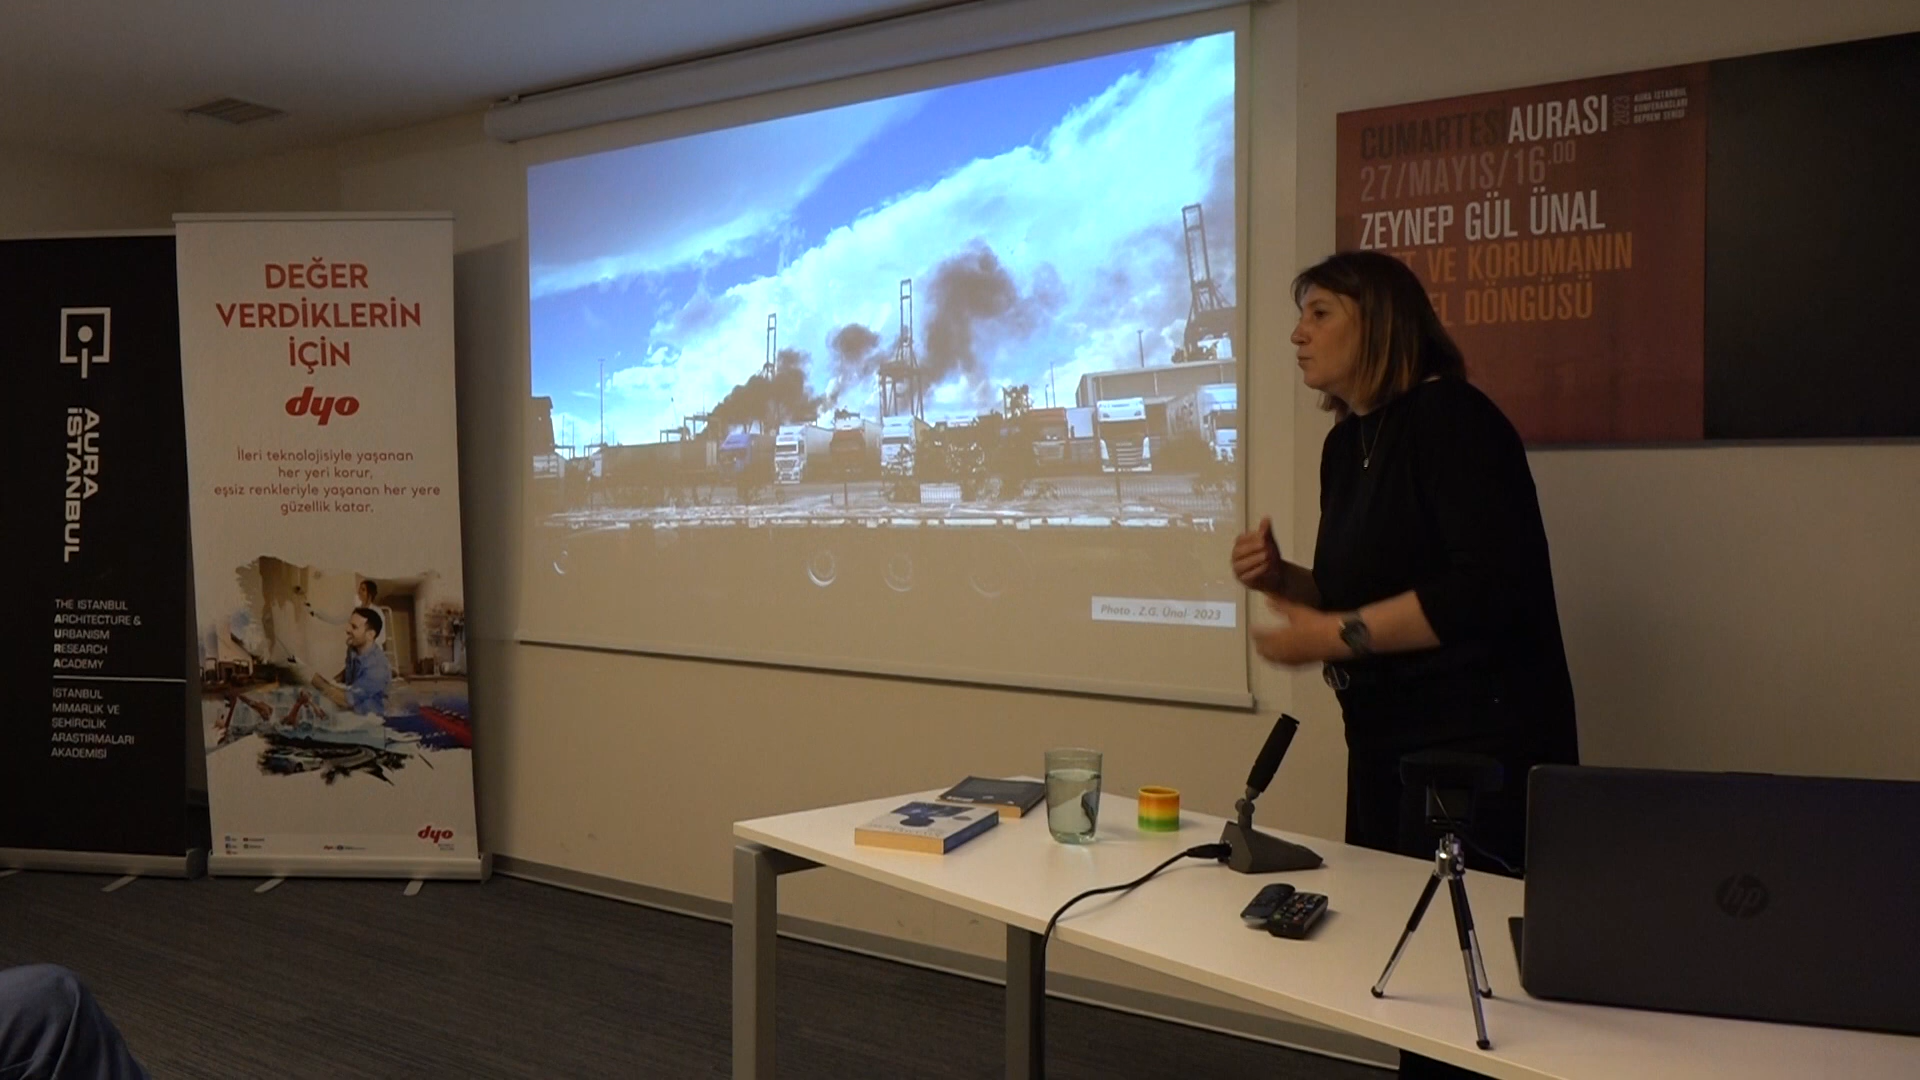 AURA
İSTANBUL
THE ISTANBUL
ARCHITECTURE &
URBANISM
RESEARCH
ACADEMY
İSTANBUL
MİMARLIK VE
ŞEHİRCİLİK
ARAŞTIRMALARI
AKADEMİSİ
DEĞER
VERDİKLERİN
İÇİN
dyo
İleri teknolojisiyle yaşanan
her yeri korur,
eşsiz renkleriyle yaşanan her yere
güzellik katar.
dyo
Photo . Z.G. Ünal- 2023
CUMARTESİ AURASI
2023
AURA İSTANBUL
KONFERANSLARI
DEPREM SERİSİ
27/MAYIS/16.00
ZEYNEP GÜL ÜNAL
VE KORUMANIN
DÖNGÜSÜ
hp